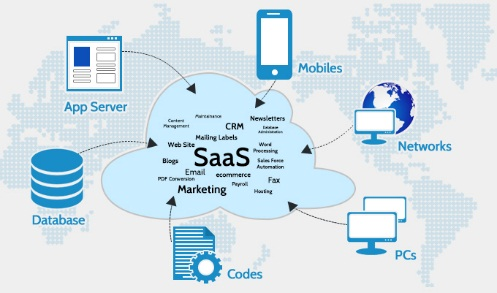 Mobiles
App Server
Maintenance
Content
Management
CRM
Newsletters
Database
Administration
Mailing Labels
Web Site
Word
Processing
SaaS
Blogs
Sales Force
Automation
Email
ecommerce
PDF Conversion
Payroll
Fax
Marketing
Hosting
Networks
Database
PCs
Codes